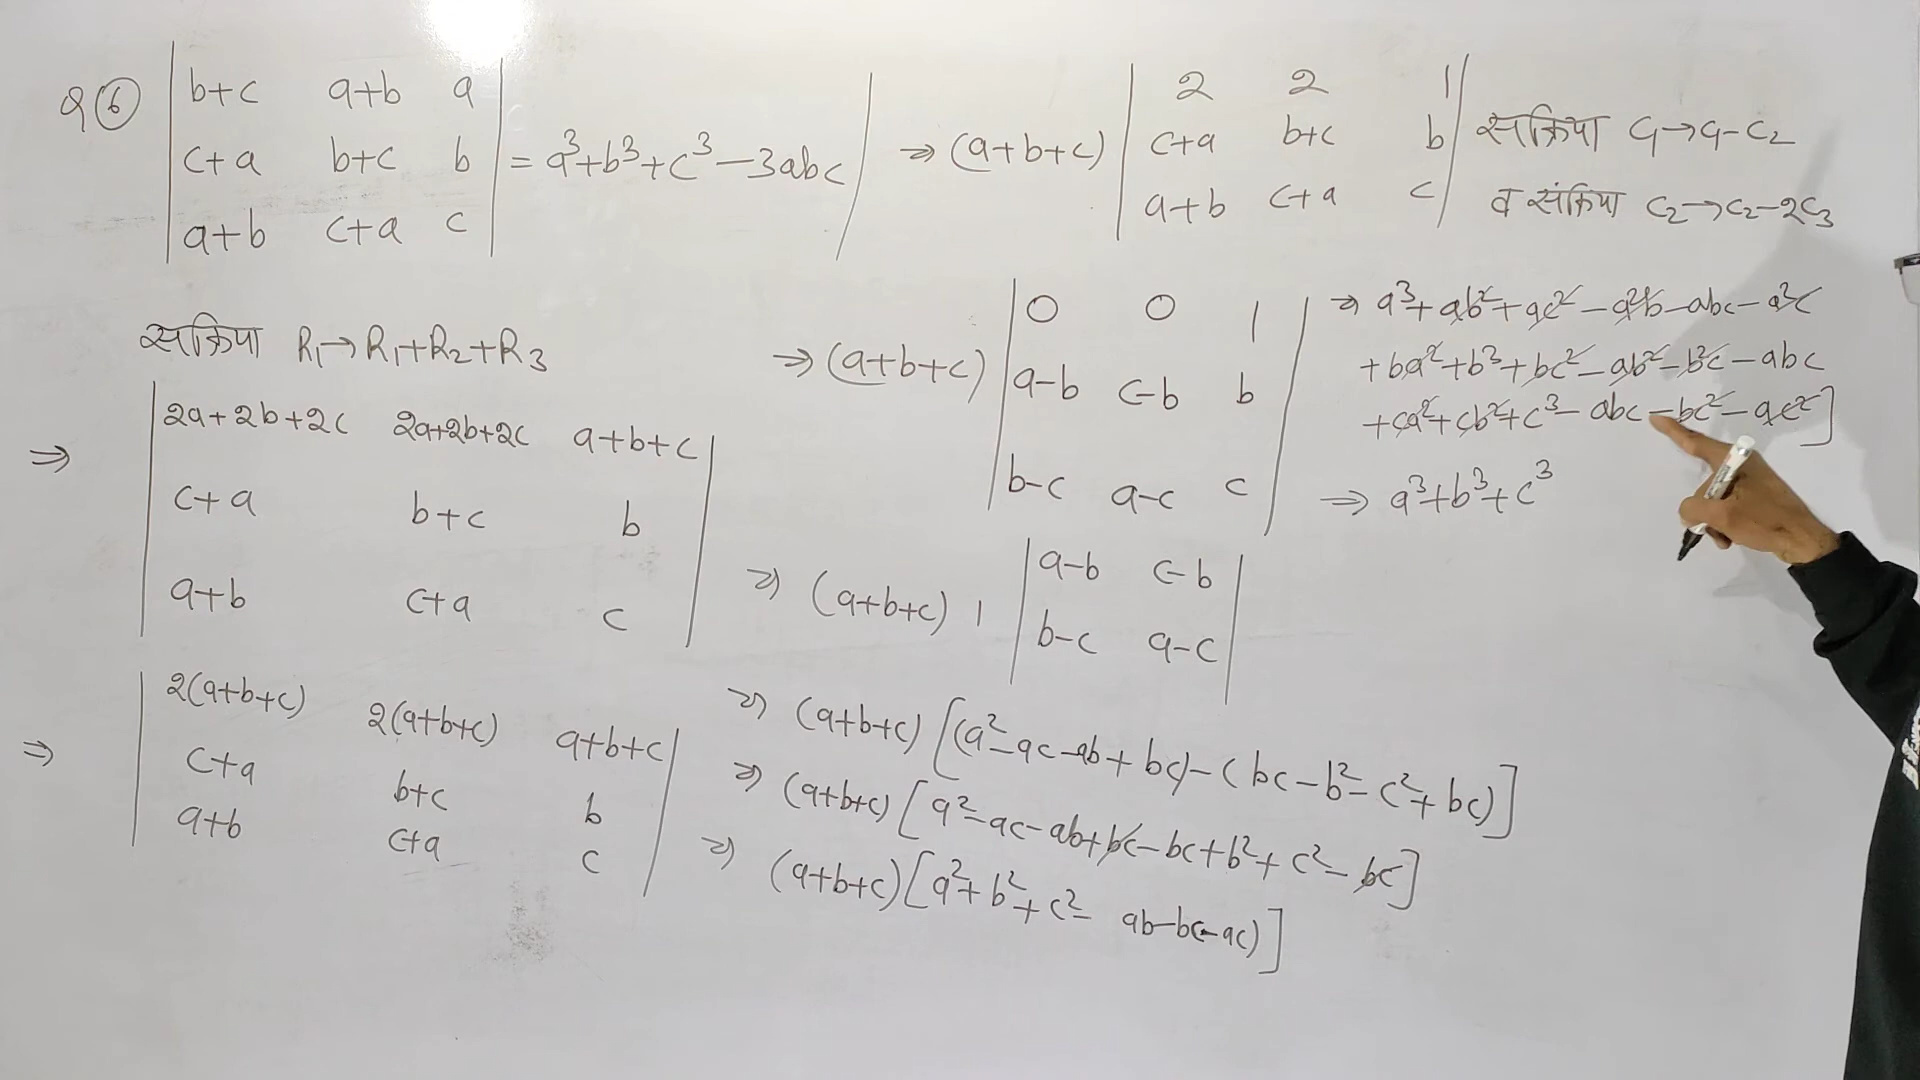 Q⑥ | b+c a+b a |
| c+a b+c b | = a³+b³+c³-3abc
| a+b c+a c |
सक्रिया R₁→R₁+R₂+R₃
⇒ | 2a+2b+2c 2a+2b+2c a+b+c |
| c+a b+c b |
| a+b c+a c |
⇒ | 2(a+b+c) 2(a+b+c) a+b+c |
| c+a b+c b |
| a+b c+a c |
⇒ (a+b+c) | 2 2 1 |
| c+a b+c b | सक्रिया C₁→C₁-C₂
| a+b c+a c | व संक्रिया C₂→C₂-2C₃
⇒ (a+b+c) | 0 0 1 |
| a-b c-b b |
| b-c a-c c |
⇒ (a+b+c) 1 | a-b c-b |
| b-c a-c |
⇒ (a+b+c) [(a²-ac-ab+bc)-(bc-b²-c²+bc)]
⇒ (a+b+c) [a²-ac-ab+bc-bc+b²+c²-bc]
⇒ (a+b+c) [a²+b²+c²- ab-bc-ac)]
⇒ a³+ab²+ac²-a²b-abc-a²c
+ba²+b³+bc²-ab²-b²c-abc
+ca²+cb²+c³-abc-bc²-ac²]
⇒ a³+b³+c³